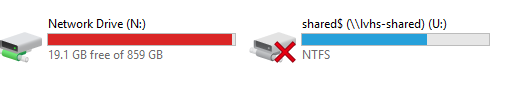 Network Drive (N:)
19.1 GB free of 859 GB
shared$ (\\lvhs-shared) (U:)
NTFS